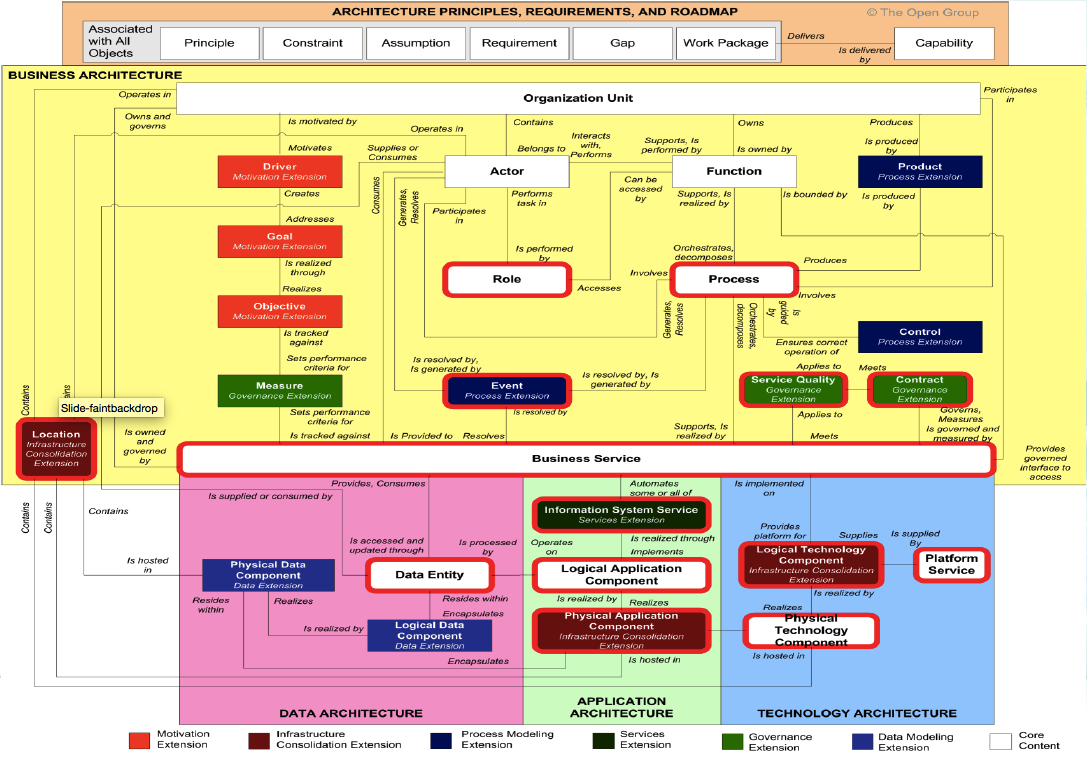 ARCHITECTURE PRINCIPLES, REQUIREMENTS, AND ROADMAP
© The Open Group
Associated
with All
Objects
Principle
Constraint
Assumption
Requirement
Gap
Work Package
Delivers
Is delivered
by
Capability
BUSINESS ARCHITECTURE
Operates in
Organization Unit
Participates
in
Owns and
governs
Is motivated by
Operates in
Contains
Interacts
with,
Performs
Supports, Is
performed by
Owns
Produces
Motivates
Supplies or
Consumes
Belongs to
Is owned by
Is produced
by
Driver
Motivation Extension
Actor
Function
Product
Process Extension
Creates
Consumes
Generates,
Resolves
Participates
in
Performs
task in
Can be
accessed
by
Supports, Is
realized by
Is bounded by
Is produced
by
Addresses
Goal
Motivation Extension
Is performed
by
Orchestrates,
decomposes
Is realized
through
Role
Accesses
Involves
Process
Produces
Involves
Realizes
Objective
Motivation Extension
Generates,
Resolves
Orchestrates,
decomposes
Is
guided
by
Control
Process Extension
Is tracked
against
Ensures correct
operation of
Sets performance
criteria for
Is resolved by,
Is generated by
Is resolved by, Is
generated by
Applies to
Meets
Measure
Governance Extension
Event
Process Extension
Service Quality
Governance
Extension
Contract
Governance
Extension
Contains
ains
Slide-faintbackdrop
Sets performance
criteria for
Is resolved by
Applies to
Governs,
Measures
Is governed and
measured by
Location
Infrastructure
Consolidation
Extension
Is owned
and
governed
by
Is tracked against
Is Provided to
Resolves
Supports, Is
realized by
Meets
Business Service
Provides
governed
interface to
access
Provides, Consumes
Automates
some or all of
Is implemented
on
Is supplied or consumed by
Contains
Contains
Contains
Information System Service
Services Extension
Is accessed and
updated through
Is processed
by
Operates
on
Is realized through
Implements
Provides
platform for
Supplies
Is supplied
By
Is hosted
in
Physical Data
Component
Data Extension
Data Entity
Logical Application
Component
Logical Technology
Component
Infrastructure Consolidation
Extension
Platform
Service
Resides
within
Realizes
Resides within
Encapsulates
Is realized by
Realizes
Is realized by
Realizes
Is realized by
Logical Data
Component
Data Extension
Physical Application
Component
Infrastructure Consolidation
Extension
Physical
Technology
Component
Encapsulates
Is hosted in
Is hosted in
DATA ARCHITECTURE
APPLICATION
ARCHITECTURE
TECHNOLOGY ARCHITECTURE
Motivation
Extension
Infrastructure
Consolidation Extension
Process Modeling
Extension
Services
Extension
Governance
Extension
Data Modeling
Extension
Core
Content